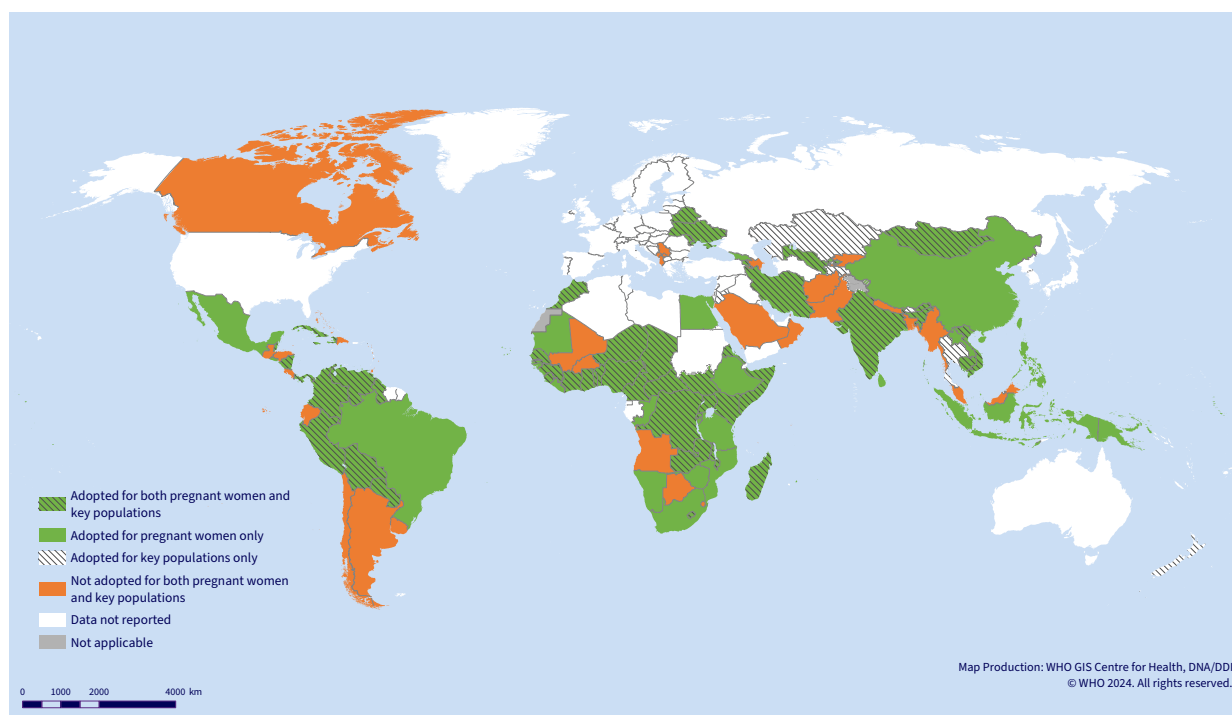 Adopted for both pregnant women and
key populations
Adopted for pregnant women only
Adopted for key populations only
Not adopted for both pregnant women
and key populations
Data not reported
Not applicable
0 1000 2000 4000 km
Map Production: WHO GIS Centre for Health, DNA/DDI
© WHO 2024. All rights reserved.